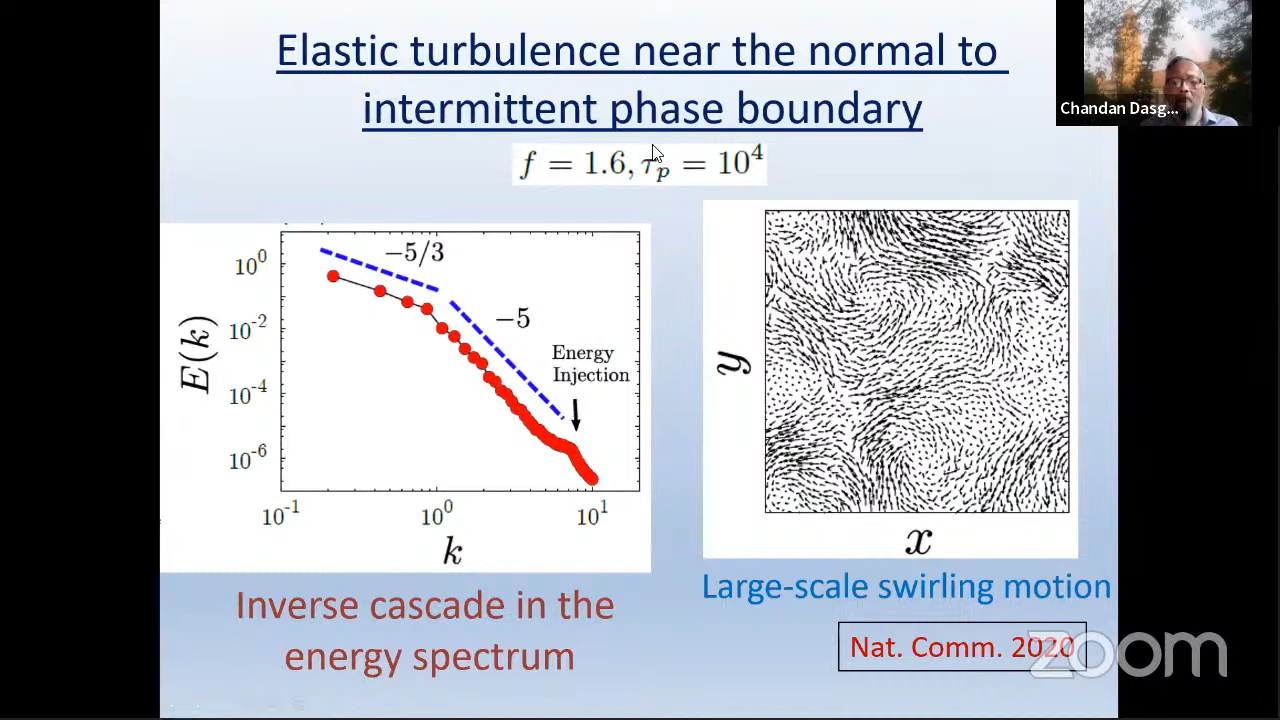 Elastic turbulence near the normal to
intermittent phase boundary
f = 1.6, τ_p = 10^4
Chandan Dasg...
−5/3
−5
Energy
Injection
E(k)
10^0
10^-2
10^-4
10^-6
10^-1
10^0
10^1
k
y
x
Inverse cascade in the
energy spectrum
Large-scale swirling motion
Nat. Comm. 2020
zoom